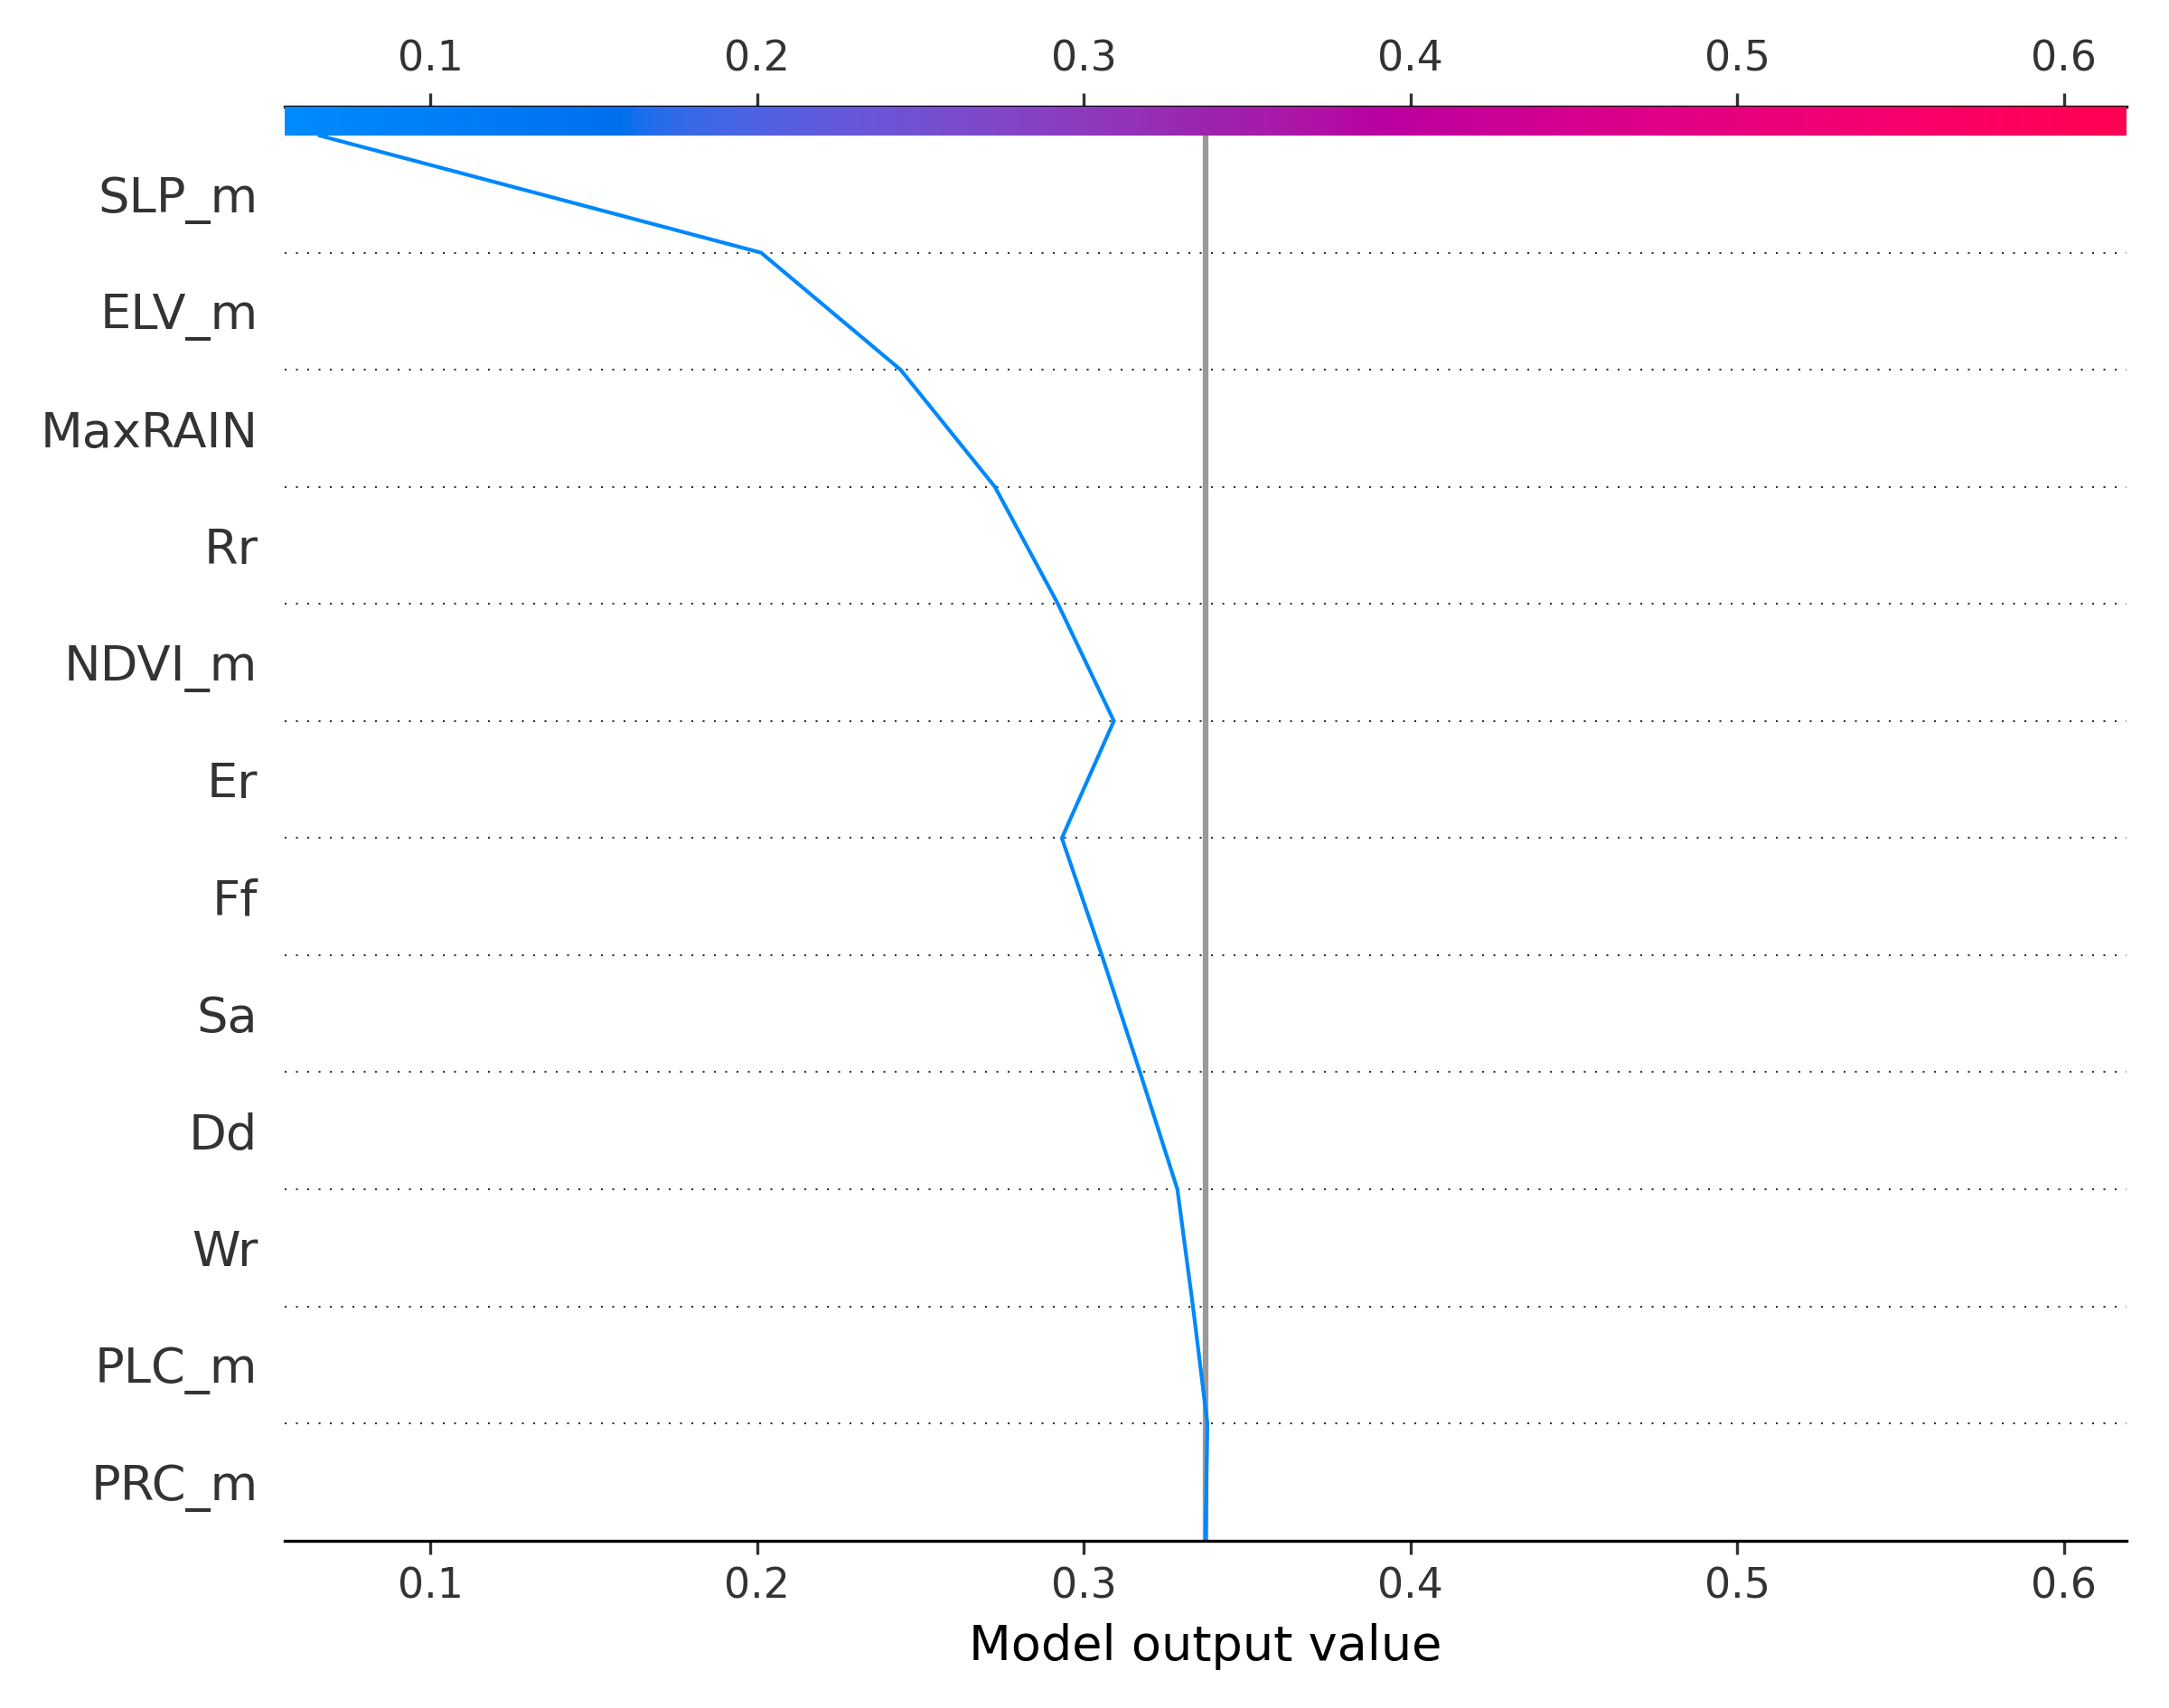 0.1 0.2 0.3 0.4 0.5 0.6
SLP_m
ELV_m
MaxRAIN
Rr
NDVI_m
Er
Ff
Sa
Dd
Wr
PLC_m
PRC_m
0.1 0.2 0.3 0.4 0.5 0.6
Model output value